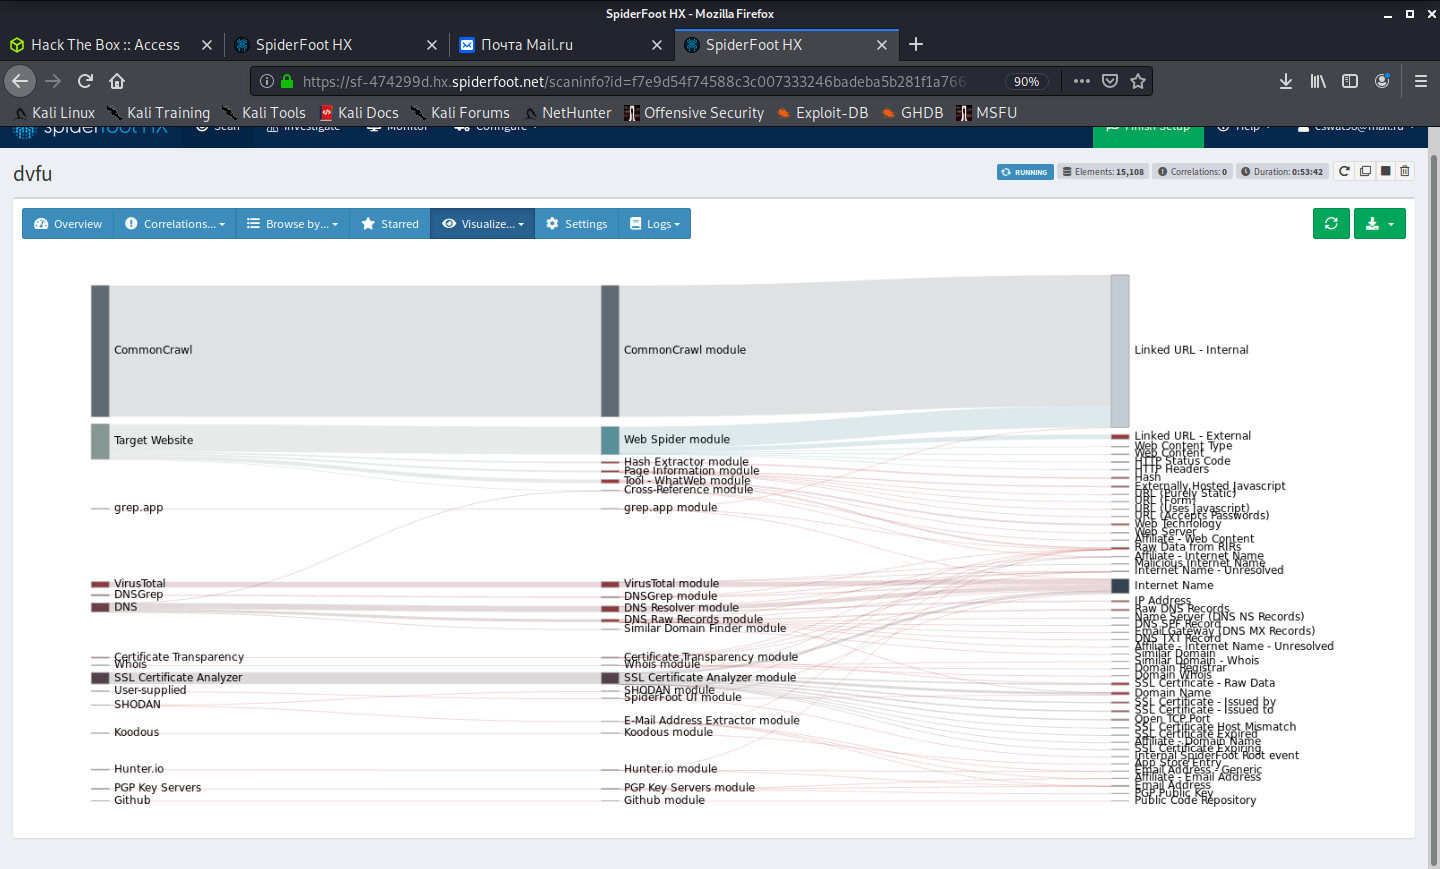 SpiderFoot HX - Mozilla Firefox
Hack The Box :: Access
SpiderFoot HX
Почта Mail.ru
SpiderFoot HX
https://sf-474299d.hx.spiderfoot.net/scaninfo?id=f7e9d54f74588c3c007333246badeba5b281f1a766
90%
Kali Linux
Kali Training
Kali Tools
Kali Docs
Kali Forums
NetHunter
Offensive Security
Exploit-DB
GHDB
MSFU
spiderfoot HX
Scan
Investigate
Monitor
Configure
Finish Setup
Help
dvfu
RUNNING
Elements: 15,108
Correlations: 0
Duration: 0:53:42
Overview
Correlations...
Browse by...
Starred
Visualize...
Settings
Logs
CommonCrawl
Target Website
grep.app
VirusTotal
DNSGrep
DNS
Certificate Transparency
Whois
SSL Certificate Analyzer
User-supplied
SHODAN
Koodous
Hunter.io
PGP Key Servers
Github
CommonCrawl module
Web Spider module
Hash Extractor module
Page Information module
Tool - WhatWeb module
Cross-Reference module
grep.app module
VirusTotal module
DNSGrep module
DNS Resolver module
DNS Raw Records module
Similar Domain Finder module
Certificate Transparency module
Whois module
SSL Certificate Analyzer module
SHODAN module
SpiderFoot UI module
E-Mail Address Extractor module
Koodous module
Hunter.io module
PGP Key Servers module
Github module
Linked URL - Internal
Linked URL - External
Web Content Type
Web Content
HTTP Status Code
HTTP Headers
Hash
Externally Hosted Javascript
URL (Purely Static)
URL (Form)
URL (Uses Javascript)
URL (Accepts Passwords)
Web Technology
Web Server
Affiliate - Web Content
Raw Data from RIRs
Affiliate - Internet Name
Malicious Internet Name
Internet Name - Unresolved
Internet Name
IP Address
Raw DNS Records
Name Server (DNS NS Records)
DNS SPF Record
Email Gateway (DNS MX Records)
DNS TXT Record
Affiliate - Internet Name - Unresolved
Similar Domain
Similar Domain - Whois
Domain Registrar
Domain Whois
SSL Certificate - Raw Data
Domain Name
SSL Certificate - Issued by
SSL Certificate - Issued to
Open TCP Port
SSL Certificate Host Mismatch
SSL Certificate Expired
Affiliate - Domain Name
SSL Certificate Expiring
Internal SpiderFoot Root event
App Store Entry
Email Address - Generic
Affiliate - Email Address
Email Address
PGP Public Key
Public Code Repository